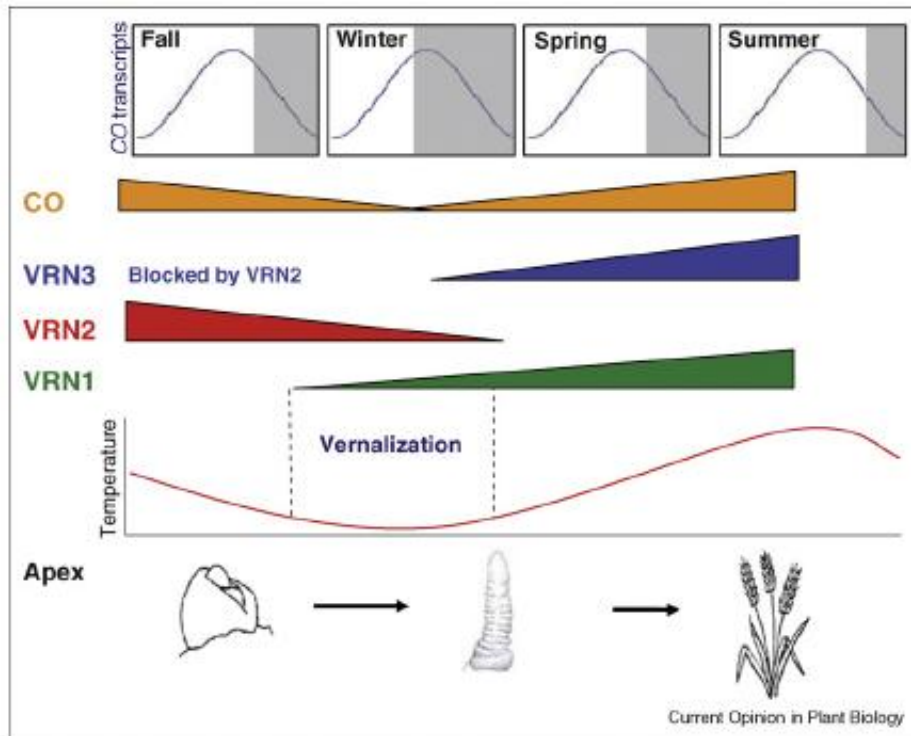 Fall
Winter
Spring
Summer
CO transcripts
CO
VRN3
Blocked by VRN2
VRN2
VRN1
Vernalization
Temperature
Apex
Current Opinion in Plant Biology